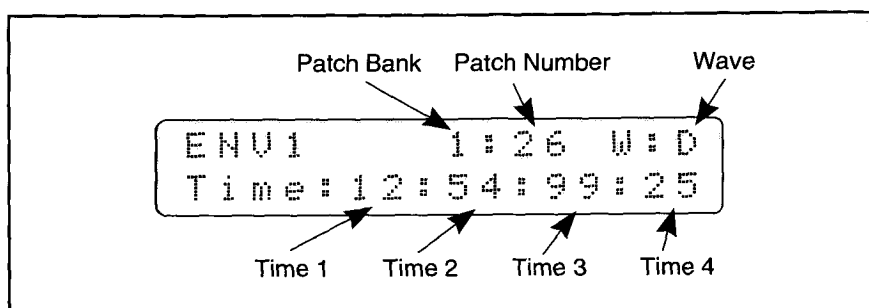 Patch Bank Patch Number Wave
ENV1 1:26 W:D
Time:12:54:99:25
Time 1 Time 2 Time 3 Time 4